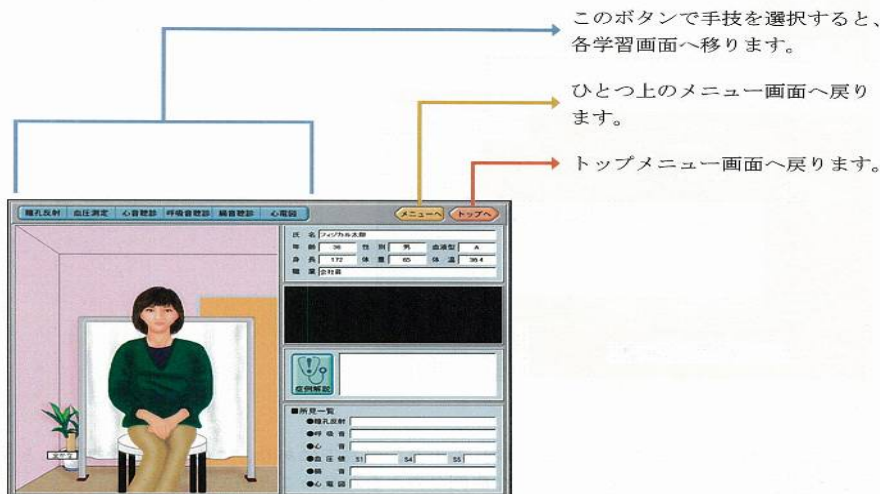 このボタンで手技を選択すると、
各学習画面へ移ります。
ひとつ上のメニュー画面へ戻り
ます。
トップメニュー画面へ戻ります。
瞳孔反射 血圧測定 心音聴診 呼吸音聴診 腸音聴診 心電図
メニューへ トップへ
氏 名 フィジカル太郎
年 齢 36 性 別 男 血液型 A
身 長 172 体 重 65 体 温 36.4
職 業 会社員
症例解説
■所見一覧
●瞳孔反射
●呼 吸 音
●心 音
●血 圧 値 S1 S4 S5
●腸 音
●心 電 図